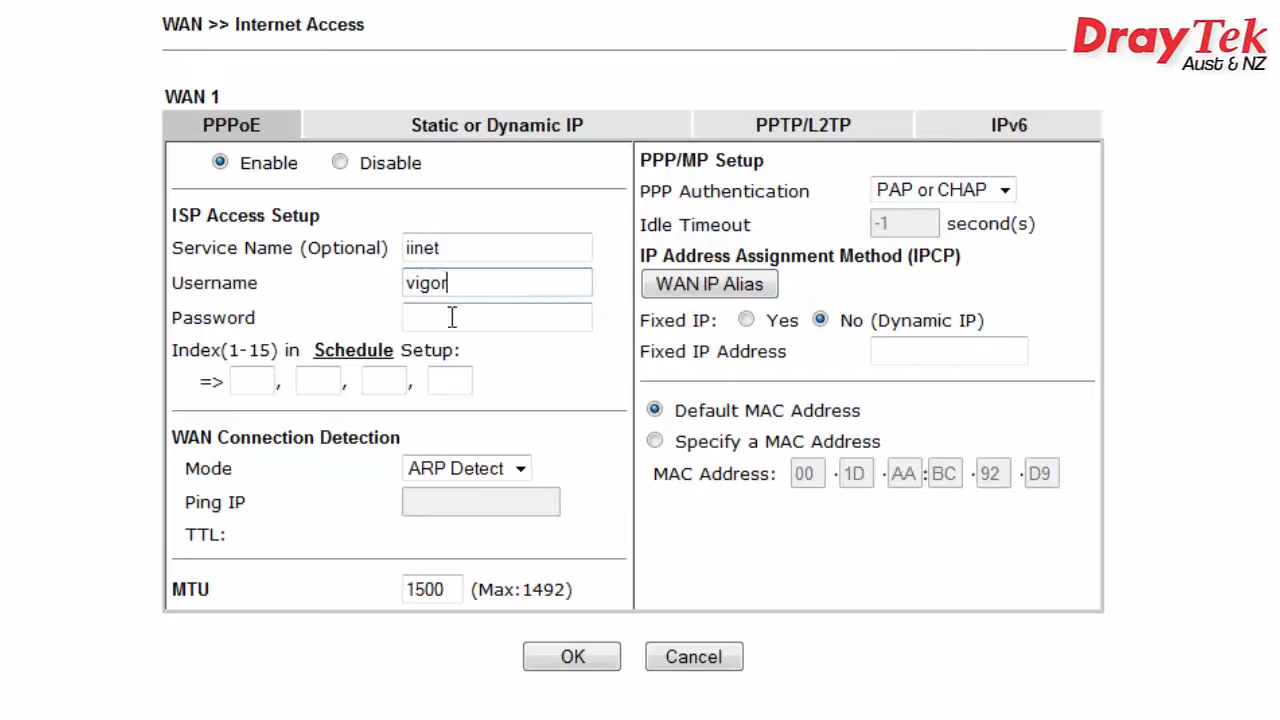 WAN >> Internet Access
DrayTek
Aust & NZ
WAN 1
PPPoE
Static or Dynamic IP
PPTP/L2TP
IPv6
Enable
Disable
ISP Access Setup
Service Name (Optional)
iinet
Username
vigor
Password
Index(1-15) in Schedule Setup:
=> , , ,
WAN Connection Detection
Mode
ARP Detect
Ping IP
TTL:
MTU
1500
(Max:1492)
PPP/MP Setup
PPP Authentication
PAP or CHAP
Idle Timeout
-1
second(s)
IP Address Assignment Method (IPCP)
WAN IP Alias
Fixed IP:
Yes
No (Dynamic IP)
Fixed IP Address
Default MAC Address
Specify a MAC Address
MAC Address: 00 ·1D ·AA:BC ·92 ·D9
OK
Cancel